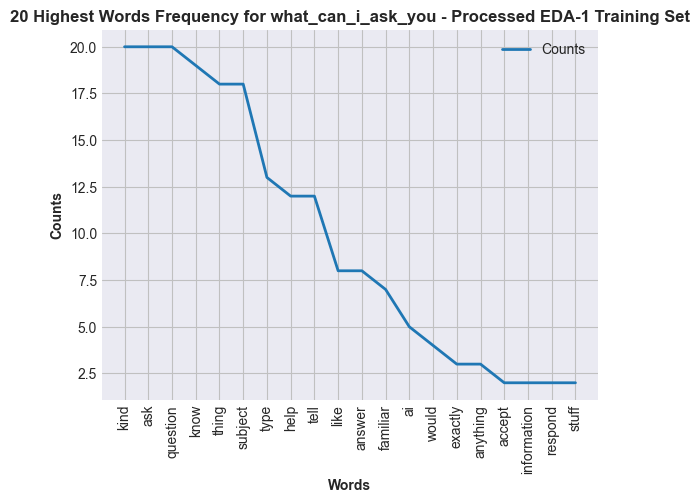 20 Highest Words Frequency for what_can_i_ask_you - Processed EDA-1 Training Set
Counts
20.0
17.5
15.0
12.5
10.0
7.5
5.0
2.5
Counts
kind
ask
question
know
thing
subject
type
help
tell
like
answer
familiar
ai
would
exactly
anything
accept
information
respond
stuff
Words